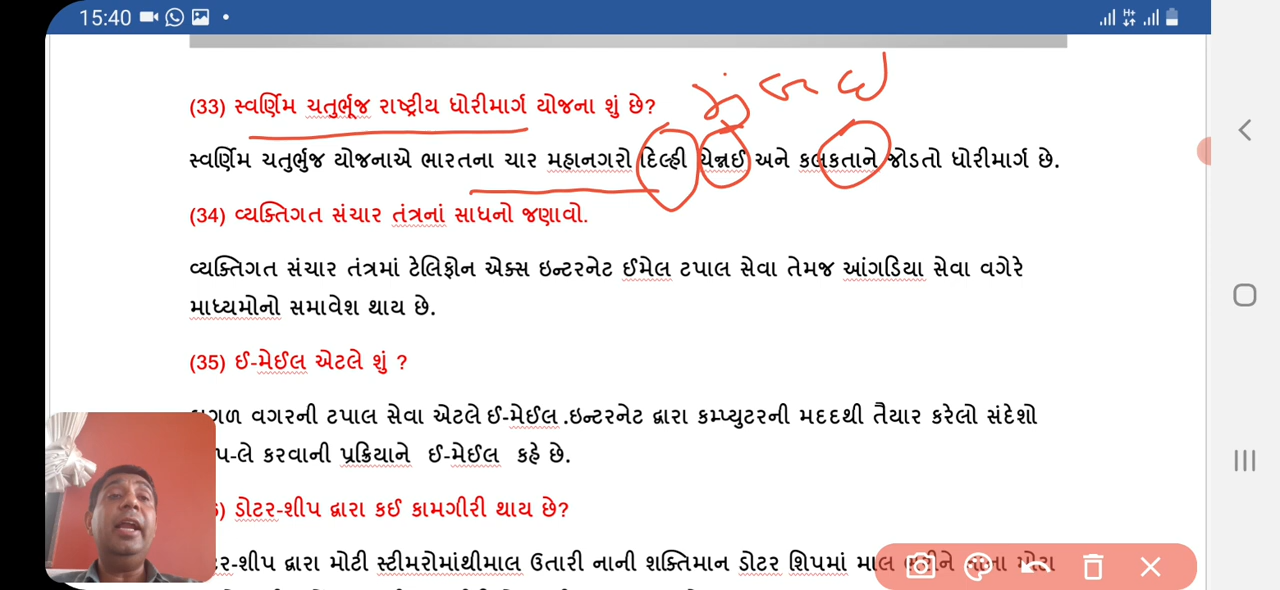 15:40
મુંબઈ
(33) સ્વર્ણિમ ચતુર્ભૂજ રાષ્ટ્રીય ધોરીમાર્ગ યોજના શું છે?
સ્વર્ણિમ ચતુર્ભુજ યોજનાએ ભારતના ચાર મહાનગરો દિલ્હી ચેન્નઈ અને કલકતાને જોડતો ધોરીમાર્ગ છે.
(34) વ્યક્તિગત સંચાર તંત્રનાં સાધનો જણાવો.
વ્યક્તિગત સંચાર તંત્રમાં ટેલિફોન એક્સ ઇન્ટરનેટ ઈમેલ ટપાલ સેવા તેમજ આંગડિયા સેવા વગેરે
માધ્યમોનો સમાવેશ થાય છે.
(35) ઈ-મેઈલ એટલે શું ?
વગરની ટપાલ સેવા એટલે ઈ-મેઈલ .ઇન્ટરનેટ દ્વારા કમ્પ્યુટરની મદદથી તૈયાર કરેલો સંદેશો
કરવાની પ્રક્રિયાને ઈ-મેઈલ કહે છે.
ડોટર-શીપ દ્વારા કઈ કામગીરી થાય છે?
દ્વારા મોટી સ્ટીમરોમાંથીમાલ ઉતારી નાની શક્તિમાન ડોટર શિપમાં માલ